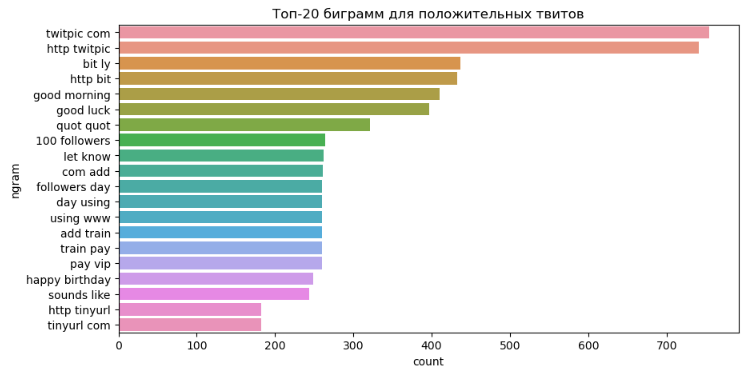 Топ-20 биграмм для положительных твитов
ngram
twitpic com
http twitpic
bit ly
http bit
good morning
good luck
quot quot
100 followers
let know
com add
followers day
day using
using www
add train
train pay
pay vip
happy birthday
sounds like
http tinyurl
tinyurl com
0 100 200 300 400 500 600 700
count